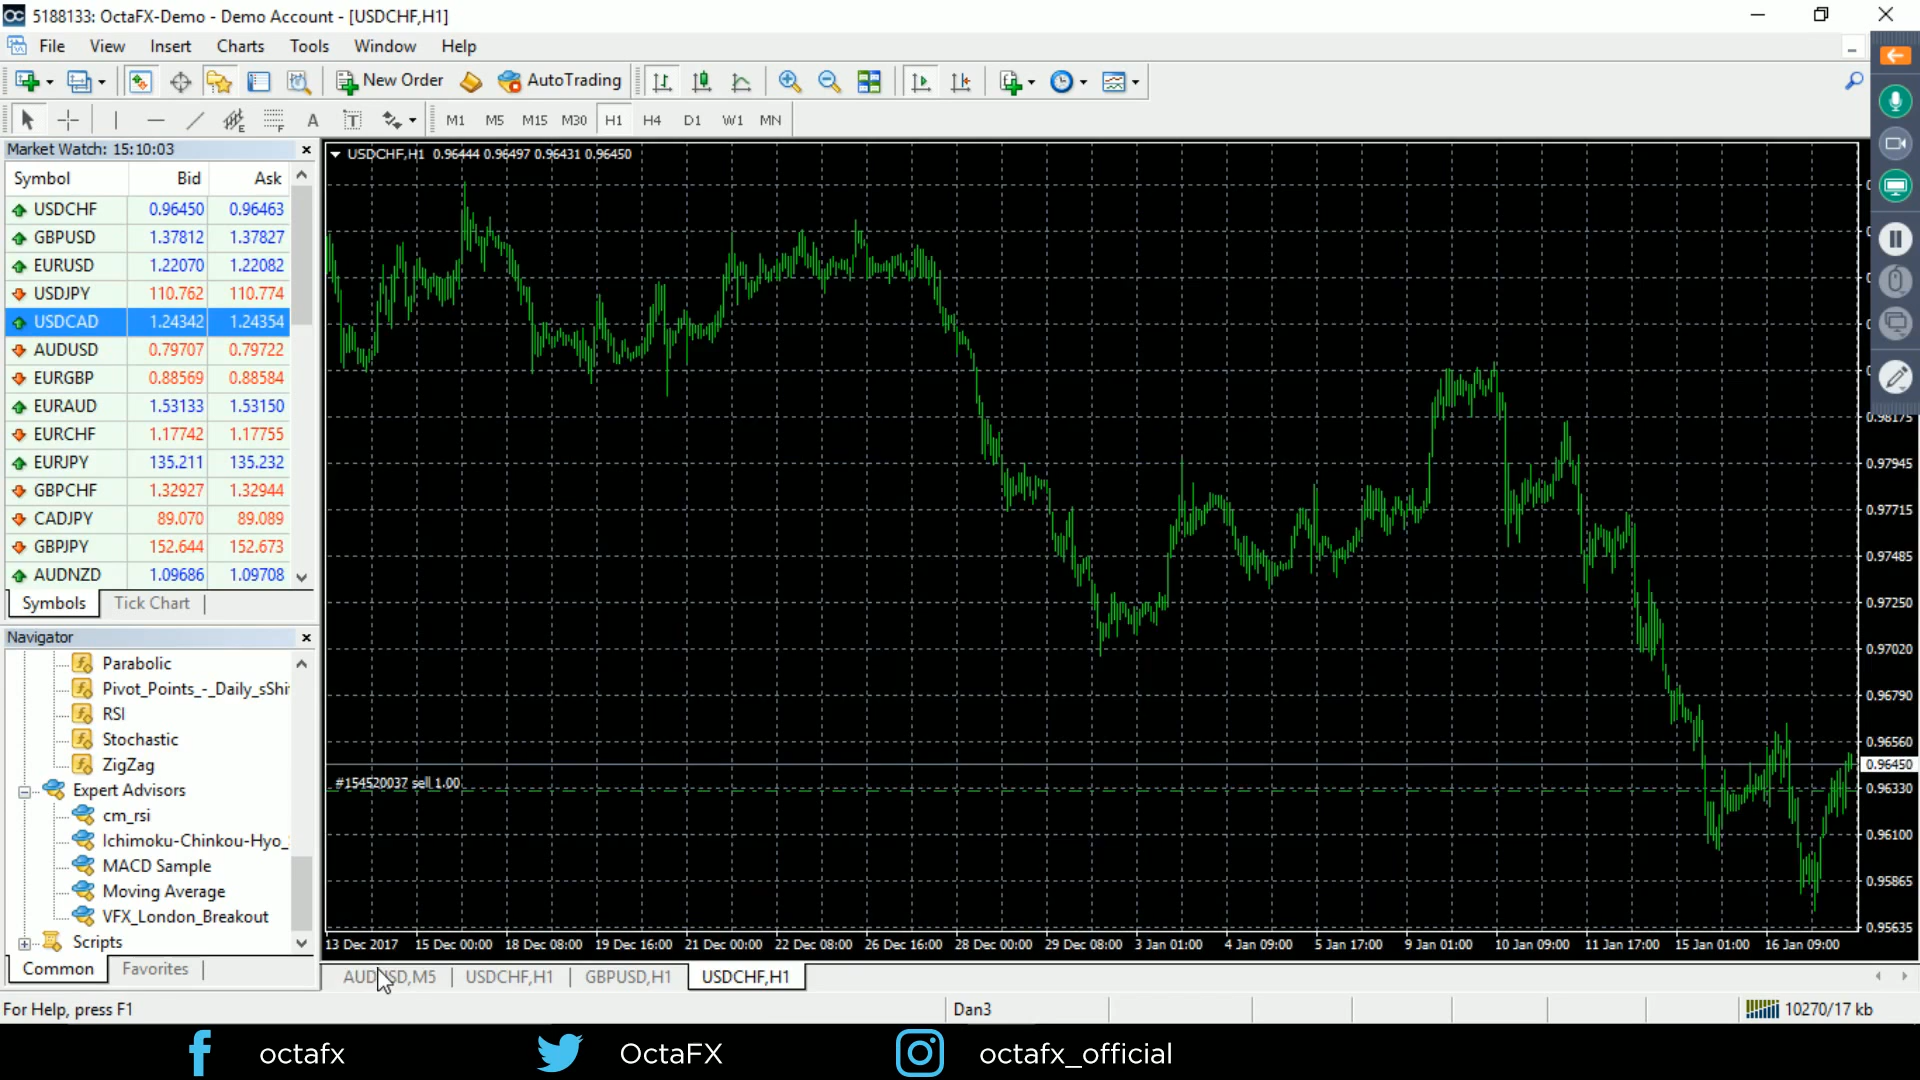 5188133: OctaFX-Demo - Demo Account - [USDCHF,H1]
File View Insert Charts Tools Window Help
New Order AutoTrading
A T M1 M5 M15 M30 H1 H4 D1 W1 MN
Market Watch: 15:10:03
Symbol Bid Ask
USDCHF 0.96450 0.96463
GBPUSD 1.37812 1.37827
EURUSD 1.22070 1.22082
USDJPY 110.762 110.774
USDCAD 1.24342 1.24354
AUDUSD 0.79707 0.79722
EURGBP 0.88569 0.88584
EURAUD 1.53133 1.53150
EURCHF 1.17742 1.17755
EURJPY 135.211 135.232
GBPCHF 1.32927 1.32944
CADJPY 89.070 89.089
GBPJPY 152.644 152.673
AUDNZD 1.09686 1.09708
Symbols Tick Chart
Navigator
Parabolic
Pivot_Points_-_Daily_sShi
RSI
Stochastic
ZigZag
Expert Advisors
cm_rsi
Ichimoku-Chinkou-Hyo_
MACD Sample
Moving Average
VFX_London_Breakout
Scripts
Common Favorites
USDCHF,H1 0.96444 0.96497 0.96431 0.96450
#154520037 sell 1.00
0.98175
0.97945
0.97715
0.97485
0.97250
0.97020
0.96790
0.96560
0.96450
0.96330
0.96100
0.95865
0.95635
13 Dec 2017 15 Dec 00:00 18 Dec 08:00 19 Dec 16:00 21 Dec 00:00 22 Dec 08:00 26 Dec 16:00 28 Dec 00:00 29 Dec 08:00 3 Jan 01:00 4 Jan 09:00 5 Jan 17:00 9 Jan 01:00 10 Jan 09:00 11 Jan 17:00 15 Jan 01:00 16 Jan 09:00
AUDUSD,M5 USDCHF,H1 GBPUSD,H1 USDCHF,H1
For Help, press F1 Dan3 10270/17 kb
octafx OctaFX octafx_official